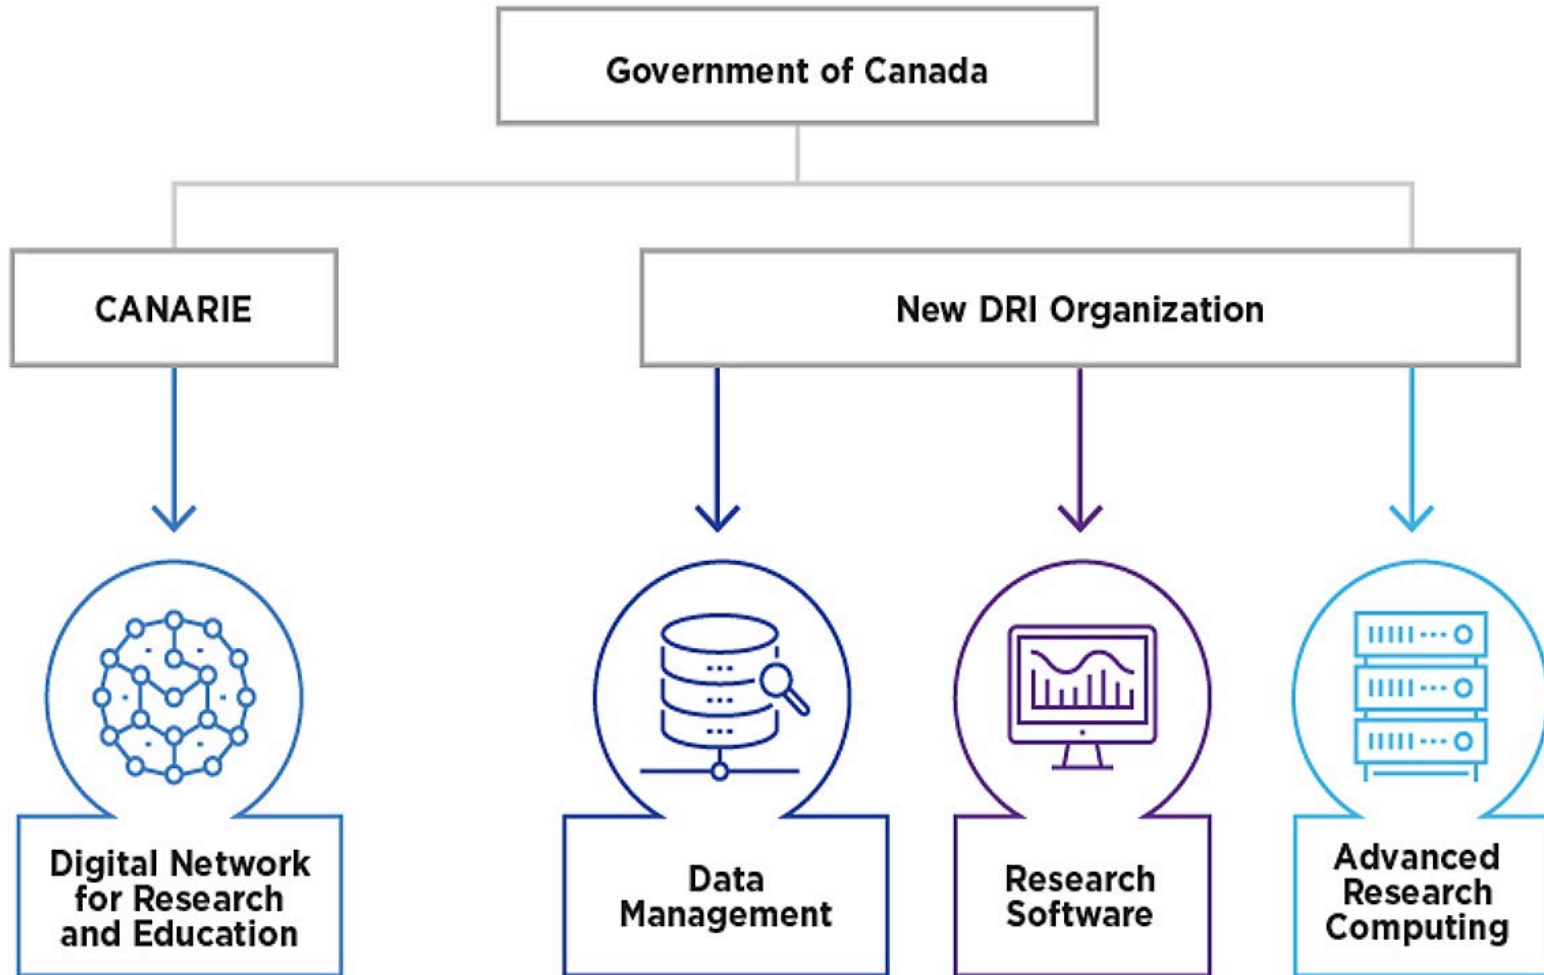 Government of Canada
CANARIE
New DRI Organization
Digital Network
for Research
and Education
Data
Management
Research
Software
Advanced
Research
Computing